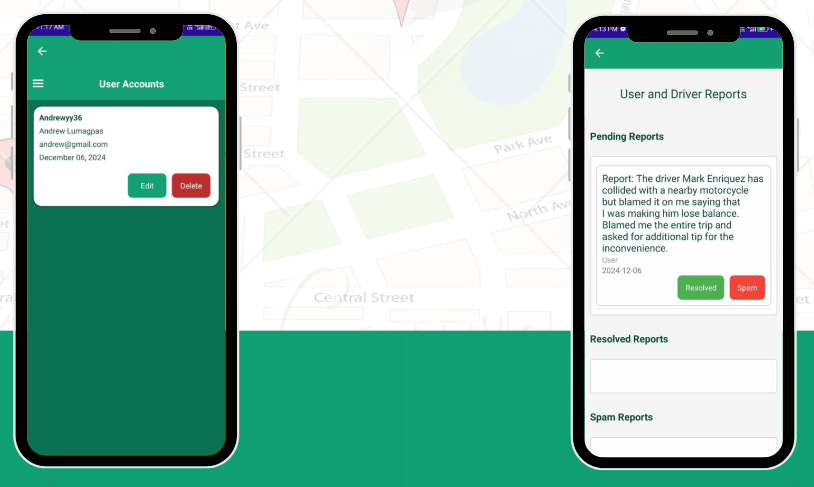 11:17 AM
User Accounts
Andrewyy36
Andrew Lumagpas
andrew@gmail.com
December 06, 2024
Edit
Delete
t Ave
Street
Street
Park Ave
North Av
Central Street
et
et
:13 PM
User and Driver Reports
Pending Reports
Report: The driver Mark Enriquez has
collided with a nearby motorcycle
but blamed it on me saying that
I was making him lose balance.
Blamed me the entire trip and
asked for additional tip for the
inconvenience.
User
2024-12-06
Resolved
Spam
Resolved Reports
Spam Reports